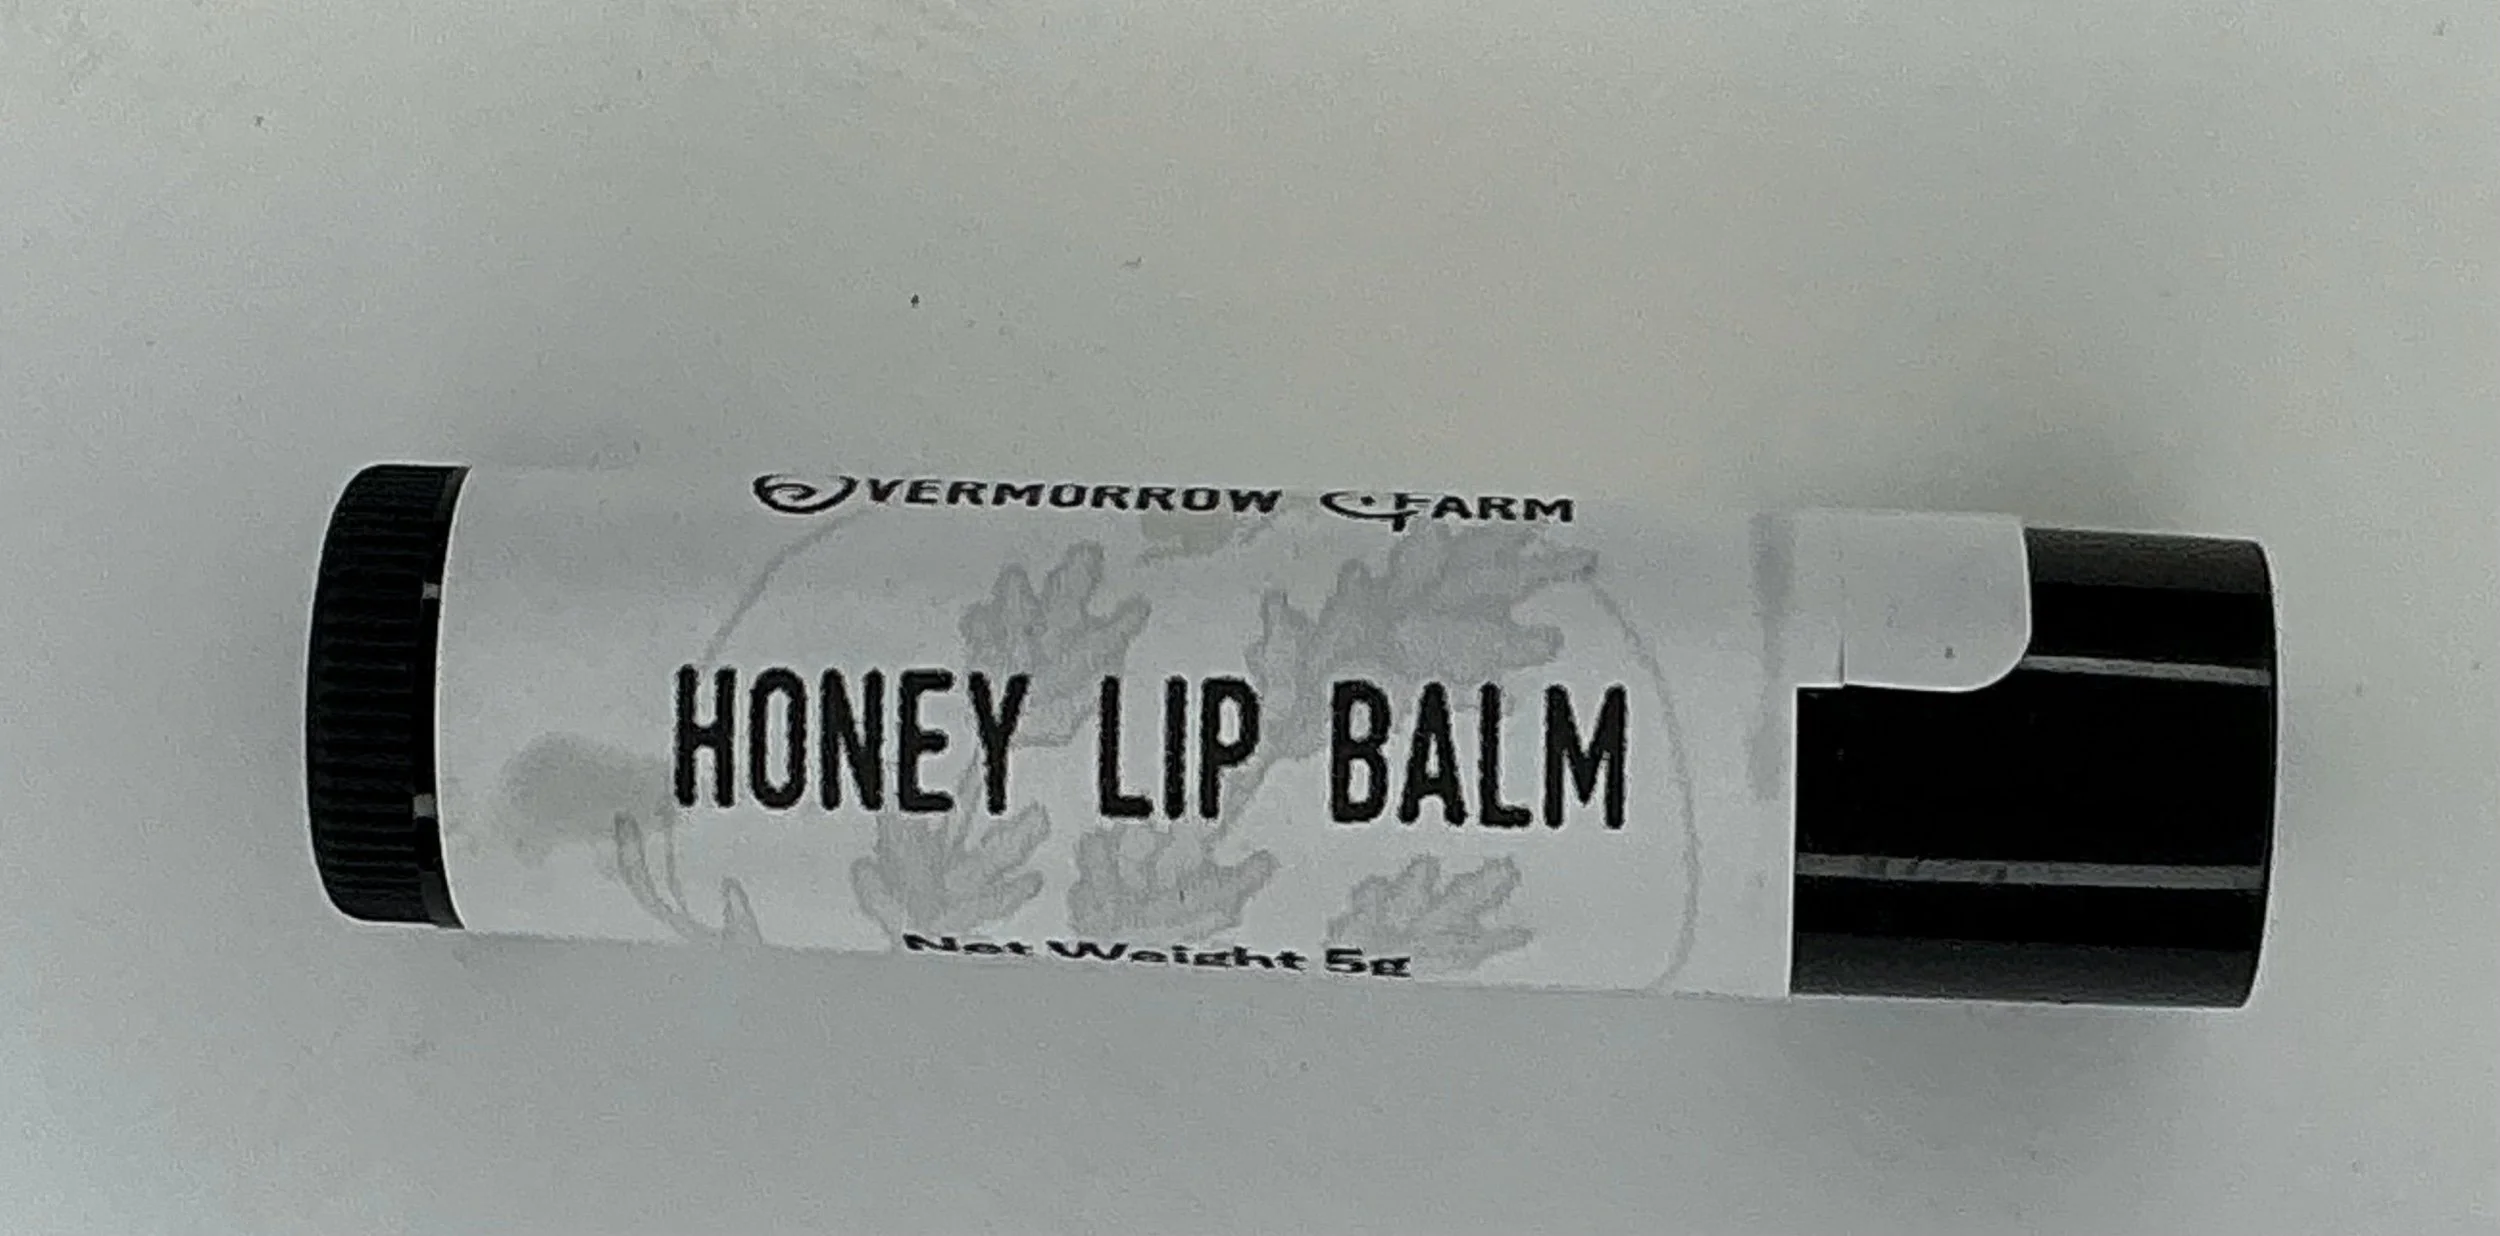 OVERMORROW FARM
HONEY LIP BALM
Net Weight 5g